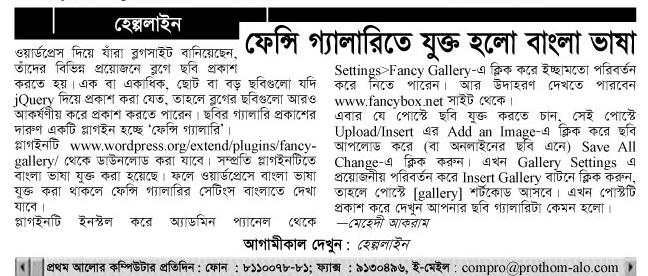 হেল্পলাইন
ফেন্সি গ্যালারিতে যুক্ত হলো বাংলা ভাষা
ওয়ার্ডপ্রেস দিয়ে যাঁরা ব্লগসাইট বানিয়েছেন,
তাঁদের বিভিন্ন প্রয়োজনে ব্লগে ছবি প্রকাশ
করতে হয়। এক বা একাধিক, ছোট বা বড় ছবিগুলো যদি
jQuery দিয়ে প্রকাশ করা যেত, তাহলে ব্লগের ছবিগুলো আরও
আকর্ষণীয় করে প্রকাশ করতে পারতেন। ছবির গ্যালারি প্রকাশের
দারুণ একটি প্লাগইন হচ্ছে ‘ফেন্সি গ্যালারি’।
প্লাগইনটি www.wordpress.org/extend/plugins/fancy-
gallery/ থেকে ডাউনলোড করা যাবে। সম্প্রতি প্লাগইনটিতে
বাংলা ভাষা যুক্ত করা হয়েছে। ফলে ওয়ার্ডপ্রেসে বাংলা ভাষা
যুক্ত করা থাকলে ফেন্সি গ্যালারির সেটিংস বাংলাতে দেখা
যাবে।
প্লাগইনটি ইনস্টল করে অ্যাডমিন প্যানেল থেকে
Settings>Fancy Gallery-এ ক্লিক করে ইচ্ছামতো পরিবর্তন
করে নিতে পারেন। আর উদাহরণ দেখতে পারবেন
www.fancybox.net সাইট থেকে।
এবার যে পোস্টে ছবি যুক্ত করতে চান, সেই পোস্টে
Upload/Insert এর Add an Image-এ ক্লিক করে ছবি
আপলোড করে (বা অনলাইনের ছবি এনে) Save All
Change-এ ক্লিক করুন। এখন Gallery Settings এ
প্রয়োজনীয় পরিবর্তন করে Insert Gallery বাটনে ক্লিক করুন,
তাহলে পোস্টে [gallery] শর্টকোড আসবে। এখন পোস্টটি
প্রকাশ করে দেখুন আপনার ছবি গ্যালারিটা কেমন হলো।
—মেহেদী আকরাম
আগামীকাল দেখুন : হেল্পলাইন
প্রথম আলোর কম্পিউটার প্রতিদিন : ফোন : ৮১১০০৭৮-৮১; ফ্যাক্স : ৯১৩০৪৯৬, ই-মেইল : compro@prothom-alo.com